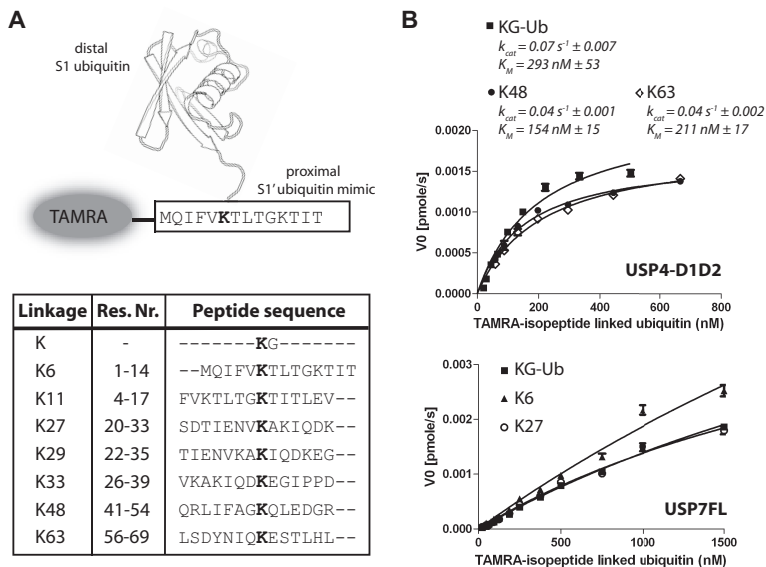 A
distal
S1 ubiquitin
proximal
S1' ubiquitin mimic
TAMRA
MQIFVKTLTGKTIT
Linkage Res. Nr. Peptide sequence
K - -------KG-------
K6 1-14 --MQIFVKTLTGKTIT
K11 4-17 FVKTLTGKTITLEV--
K27 20-33 SDTIENVKAKIQDK--
K29 22-35 TIENVKAKIQDKEG--
K33 26-39 VKAKIQDKEGIPPD--
K48 41-54 QRLIFAGKQLEDGR--
K63 56-69 LSDYNIQKESTLHL--
B
KG-Ub
kcat = 0.07 s-1 ± 0.007
KM = 293 nM ± 53
K48
kcat = 0.04 s-1 ± 0.001
KM = 154 nM ± 15
K63
kcat = 0.04 s-1 ± 0.002
KM = 211 nM ± 17
V0 [pmole/s]
0.0020
0.0015
0.0010
0.0005
0.0000
0 200 400 600 800
USP4-D1D2
TAMRA-isopeptide linked ubiquitin (nM)
KG-Ub
K6
K27
V0 [pmole/s]
0.003
0.002
0.001
0.000
0 500 1000 1500
USP7FL
TAMRA-isopeptide linked ubiquitin (nM)